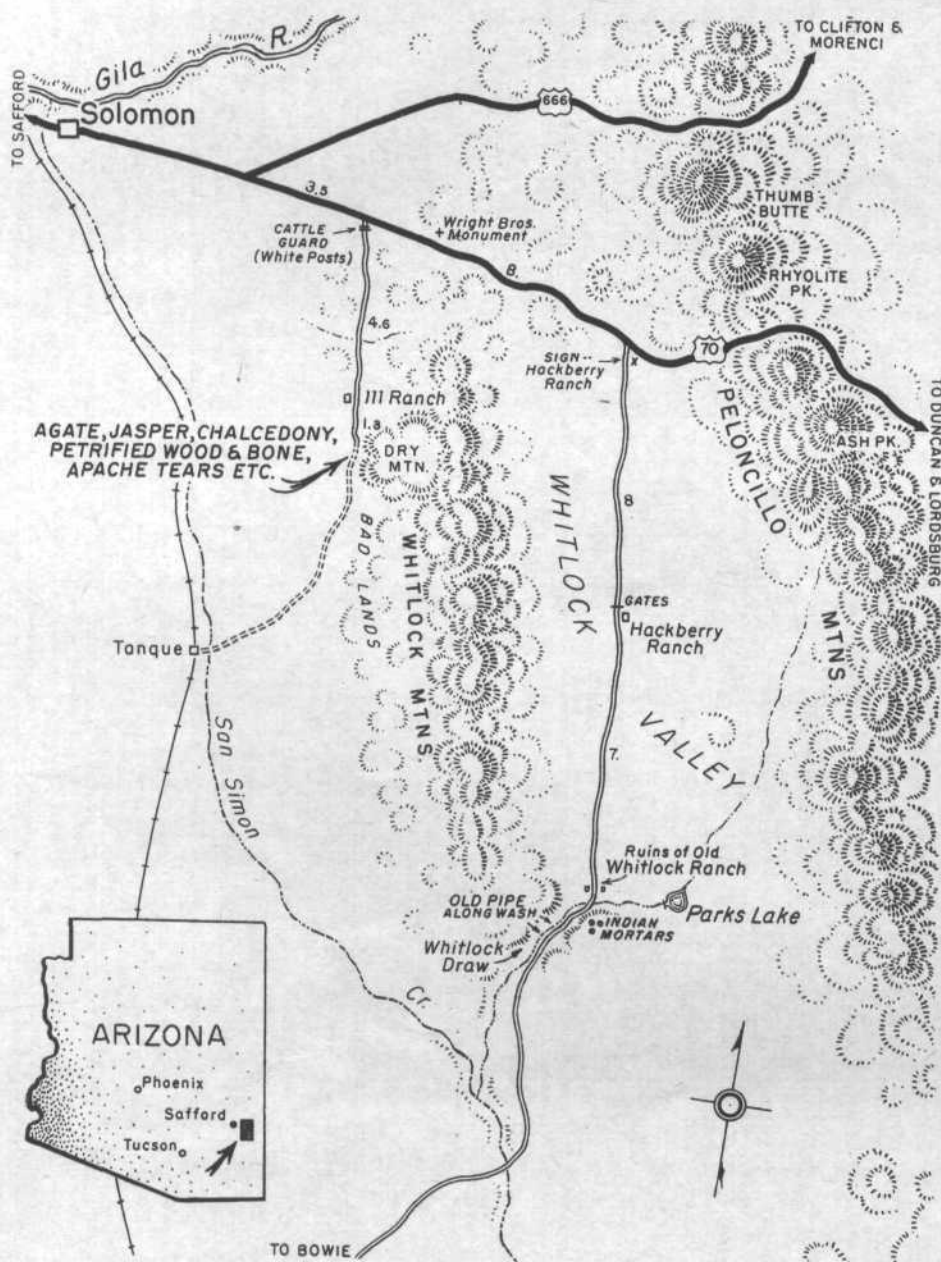 TO CLIFTON &
MORENCI
Gila R.
TO SAFFORD
Solomon
666
3.5
THUMB
BUTTE
CATTLE
GUARD
(White Posts)
Wright Bros.
Monument
RHYOLITE
PK.
8.
4.6
70
SIGN--
Hackberry
Ranch
x
111 Ranch
TO DUNCAN & LORDSBURG
AGATE, JASPER, CHALCEDONY,
PETRIFIED WOOD & BONE,
APACHE TEARS ETC.
1.3
DRY
MTN.
ASH PK.
PELONCILLO
MTNS
WHITLOCK
VALLEY
8
BAD LANDS
WHITLOCK
MTNS
GATES
Hackberry
Ranch
Tanque
San Simon
Cr.
7.
Ruins of Old
Whitlock Ranch
OLD PIPE
ALONG WASH
INDIAN
MORTARS
Parks Lake
Whitlock
Draw
ARIZONA
Phoenix
Safford
Tucson
TO BOWIE